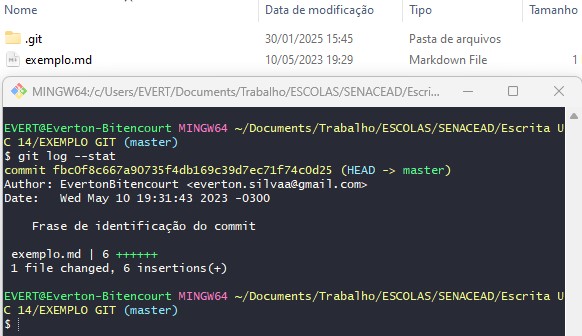 Nome Data de modificação Tipo Tamanho
.git 30/01/2025 15:45 Pasta de arquivos
exemplo.md 10/05/2023 19:29 Markdown File 1
MINGW64:/c/Users/EVERT/Documents/Trabalho/ESCOLAS/SENACEAD/Escri...
EVERT@Everton-Bitencourt MINGW64 ~/Documents/Trabalho/ESCOLAS/SENACEAD/Escrita U
C 14/EXEMPLO GIT (master)
$ git log --stat
commit fbc0f8c667a90735f4db169c39d7ec71f74c0d25 (HEAD -> master)
Author: EvertonBitencourt <everton.silvaa@gmail.com>
Date: Wed May 10 19:31:43 2023 -0300
Frase de identificação do commit
exemplo.md | 6 ++++++
1 file changed, 6 insertions(+)
EVERT@Everton-Bitencourt MINGW64 ~/Documents/Trabalho/ESCOLAS/SENACEAD/Escrita U
C 14/EXEMPLO GIT (master)
$